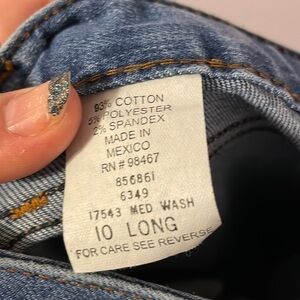 93% COTTON
5% POLYESTER
2% SPANDEX
MADE IN
MEXICO
RN # 98467
856861
6349
17543 MED WASH
10 LONG
FOR CARE SEE REVERSE